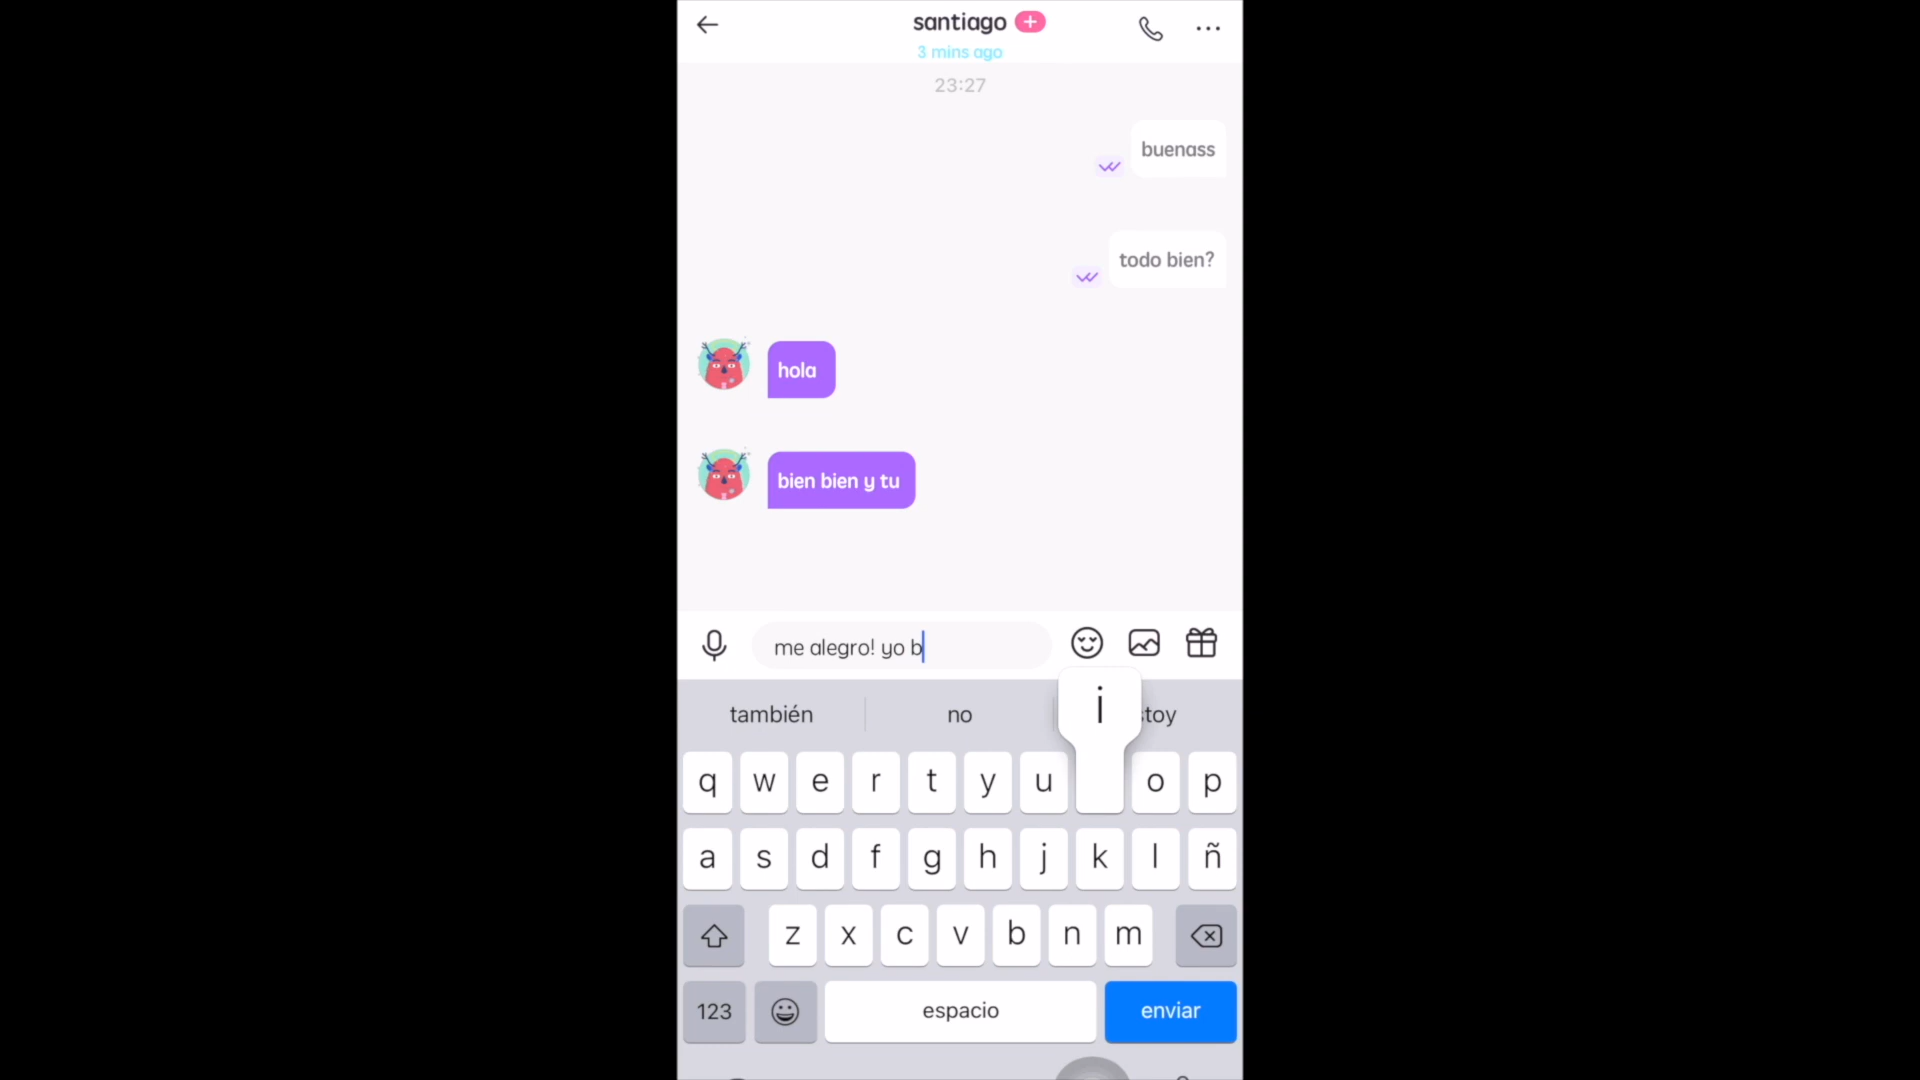 santiago
3 mins ago
23:27
buenass
todo bien?
hola
bien bien y tu
me alegro! yo b
i
también no
q w e r t y u o p
a s d f g h j k l ñ
z x c v b n m
123 espacio enviar